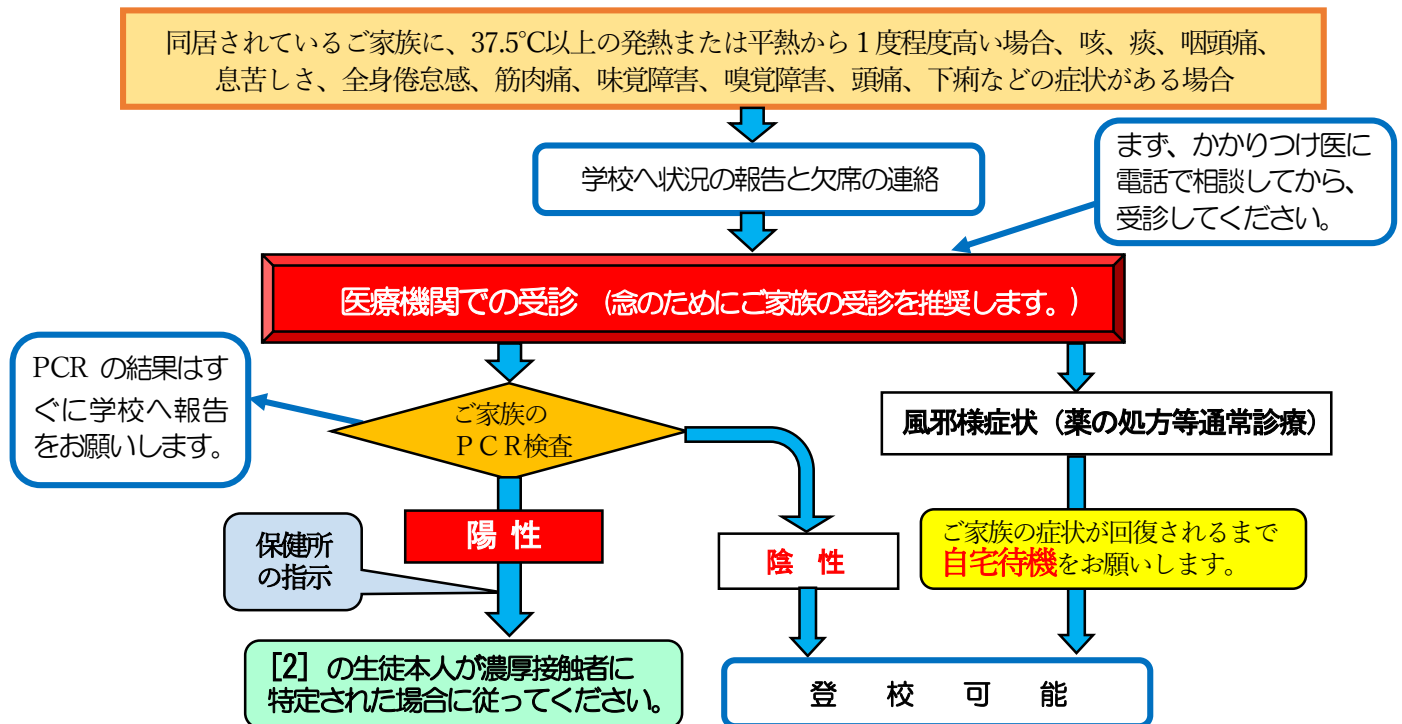 同居されているご家族に、37.5℃以上の発熱または平熱から１度程度高い場合、咳、痰、咽頭痛、
息苦しさ、全身倦怠感、筋肉痛、味覚障害、嗅覚障害、頭痛、下痢などの症状がある場合
学校へ状況の報告と欠席の連絡
まず、かかりつけ医に
電話で相談してから、
受診してください。
医療機関での受診 （念のためにご家族の受診を推奨します。）
PCR の結果はす
ぐに学校へ報告
をお願いします。
ご家族の
ＰＣＲ検査
風邪様症状（薬の処方等通常診療）
保健所
の指示
陽 性
陰 性
ご家族の症状が回復されるまで
自宅待機をお願いします。
［2］の生徒本人が濃厚接触者に
特定された場合に従ってください。
登 校 可 能